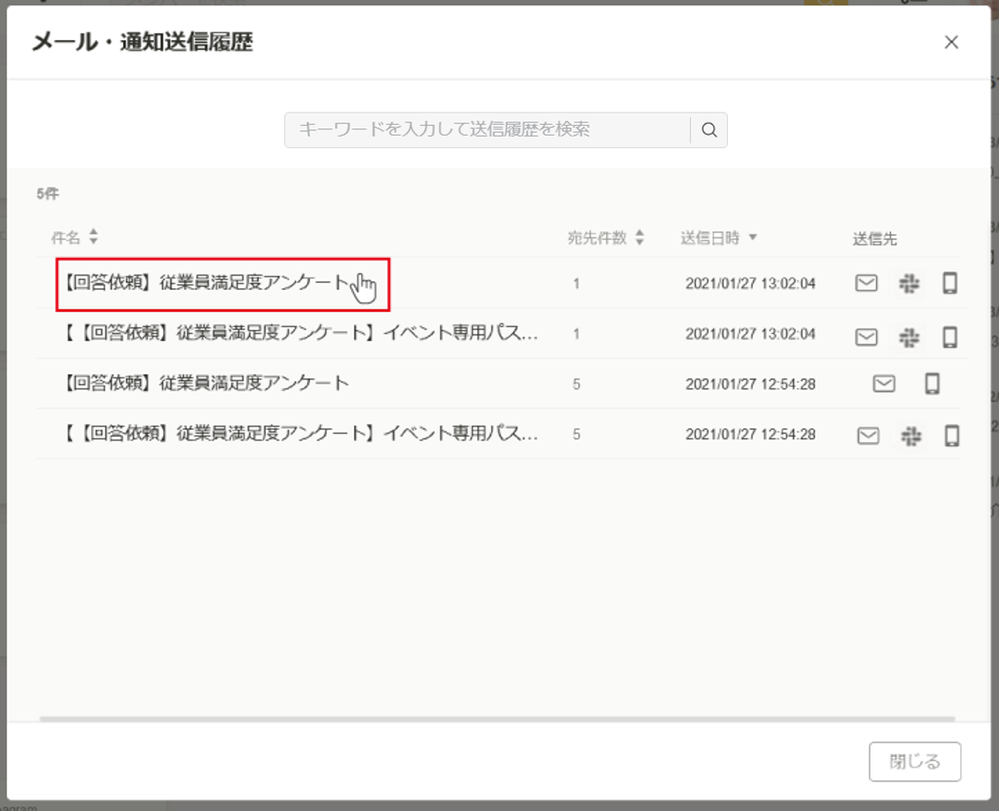 メール・通知送信履歴
キーワードを入力して送信履歴を検索
5件
件名 宛先件数 送信日時 送信先
【回答依頼】従業員満足度アンケート 1 2021/01/27 13:02:04
【【回答依頼】従業員満足度アンケート】イベント専用パス... 1 2021/01/27 13:02:04
【回答依頼】従業員満足度アンケート 5 2021/01/27 12:54:28
【【回答依頼】従業員満足度アンケート】イベント専用パス... 5 2021/01/27 12:54:28
閉じる